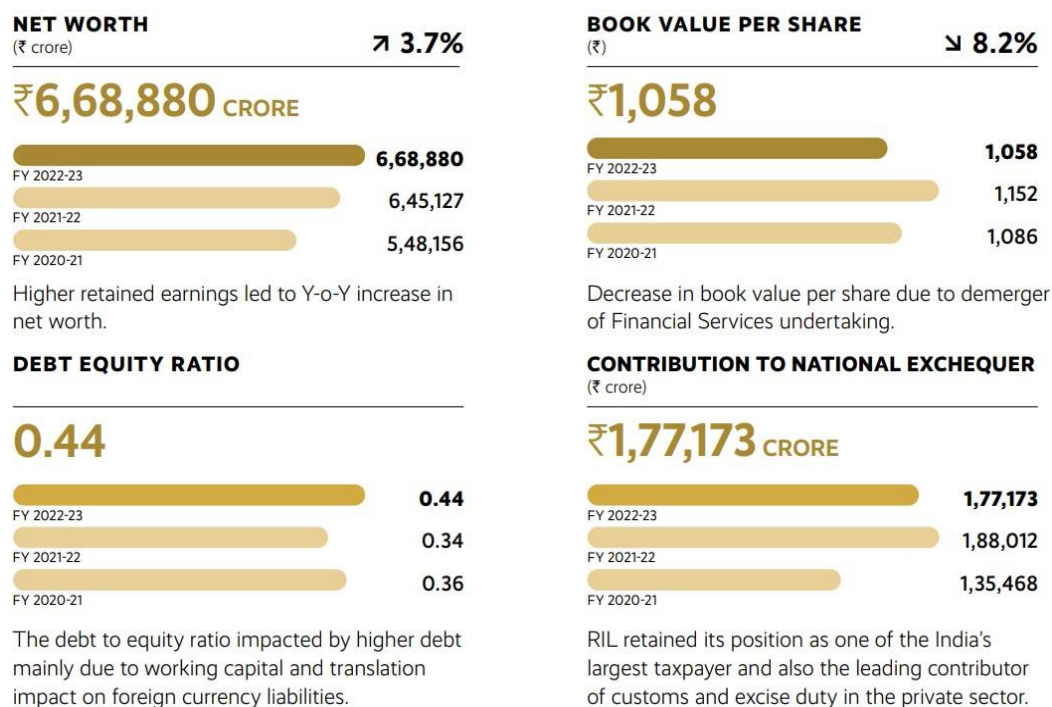 NET WORTH
(₹ crore)
↗ 3.7%
₹6,68,880 CRORE
6,68,880
FY 2022-23
6,45,127
FY 2021-22
5,48,156
FY 2020-21
Higher retained earnings led to Y-o-Y increase in
net worth.
BOOK VALUE PER SHARE
(₹)
↘ 8.2%
₹1,058
1,058
FY 2022-23
1,152
FY 2021-22
1,086
FY 2020-21
Decrease in book value per share due to demerger
of Financial Services undertaking.
DEBT EQUITY RATIO
0.44
0.44
FY 2022-23
0.34
FY 2021-22
0.36
FY 2020-21
The debt to equity ratio impacted by higher debt
mainly due to working capital and translation
impact on foreign currency liabilities.
CONTRIBUTION TO NATIONAL EXCHEQUER
(₹ crore)
₹1,77,173 CRORE
1,77,173
FY 2022-23
1,88,012
FY 2021-22
1,35,468
FY 2020-21
RIL retained its position as one of the India's
largest taxpayer and also the leading contributor
of customs and excise duty in the private sector.